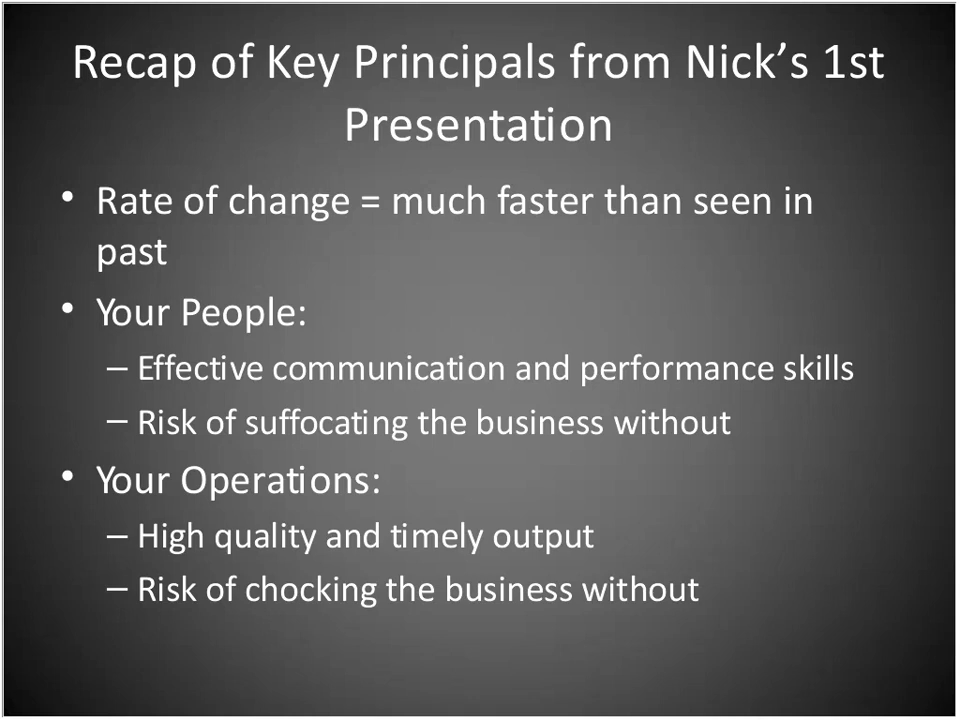 Recap of Key Principals from Nick’s 1st
Presentation
• Rate of change = much faster than seen in
past
• Your People:
– Effective communication and performance skills
– Risk of suffocating the business without
• Your Operations:
– High quality and timely output
– Risk of chocking the business without